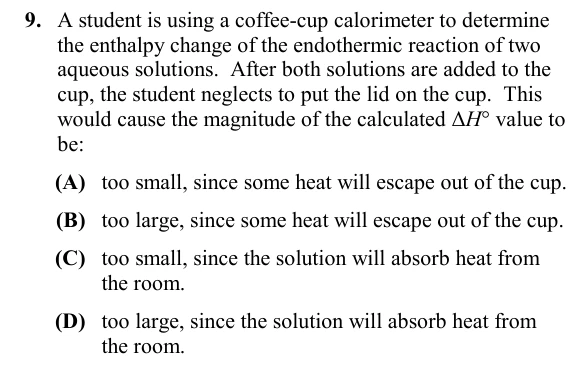 9. A student is using a coffee-cup calorimeter to determine
the enthalpy change of the endothermic reaction of two
aqueous solutions. After both solutions are added to the
cup, the student neglects to put the lid on the cup. This
would cause the magnitude of the calculated ΔH° value to
be:
(A) too small, since some heat will escape out of the cup.
(B) too large, since some heat will escape out of the cup.
(C) too small, since the solution will absorb heat from
the room.
(D) too large, since the solution will absorb heat from
the room.